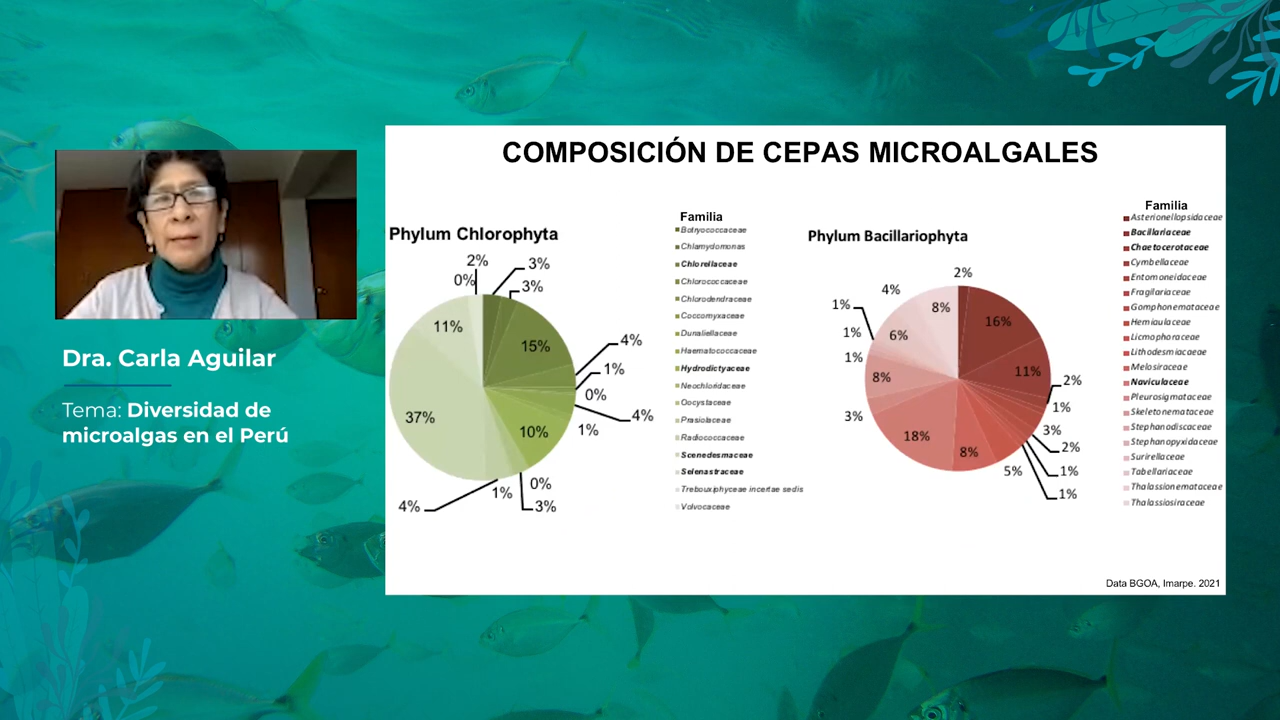 COMPOSICIÓN DE CEPAS MICROALGALES
Dra. Carla Aguilar
Tema: Diversidad de
microalgas en el Perú
Phylum Chlorophyta
2%
0%
3%
3%
11%
15%
4%
1%
0%
4%
1%
37%
10%
0%
3%
1%
4%
Familia
Botryococcaceae
Chlamydomonas
Chlorellaceae
Chlorococcaceae
Chlorodendraceae
Coccomyxaceae
Dunaliellaceae
Haematococcaceae
Hydrodictyaceae
Neochloridaceae
Oocystaceae
Prasiolaceae
Radiococcaceae
Scenedesmaceae
Selenastraceae
Trebouxiphyceae incertae sedis
Volvocaceae
Phylum Bacillariophyta
2%
4%
8%
16%
1%
6%
1%
1%
11%
8%
2%
1%
3%
3%
2%
18%
8%
5%
1%
1%
Familia
Asterionellopsidaceae
Bacillariaceae
Chaetocerotaceae
Cymbellaceae
Entomoneidaceae
Fragilariaceae
Gomphonemataceae
Hemiaulaceae
Licmophoraceae
Lithodesmiaceae
Melosiraceae
Naviculaceae
Pleurosigmataceae
Skeletonemataceae
Stephanodiscaceae
Stephanopyxidaceae
Surirellaceae
Tabellariaceae
Thalassionemataceae
Thalassiosiraceae
Data BGOA, Imarpe. 2021